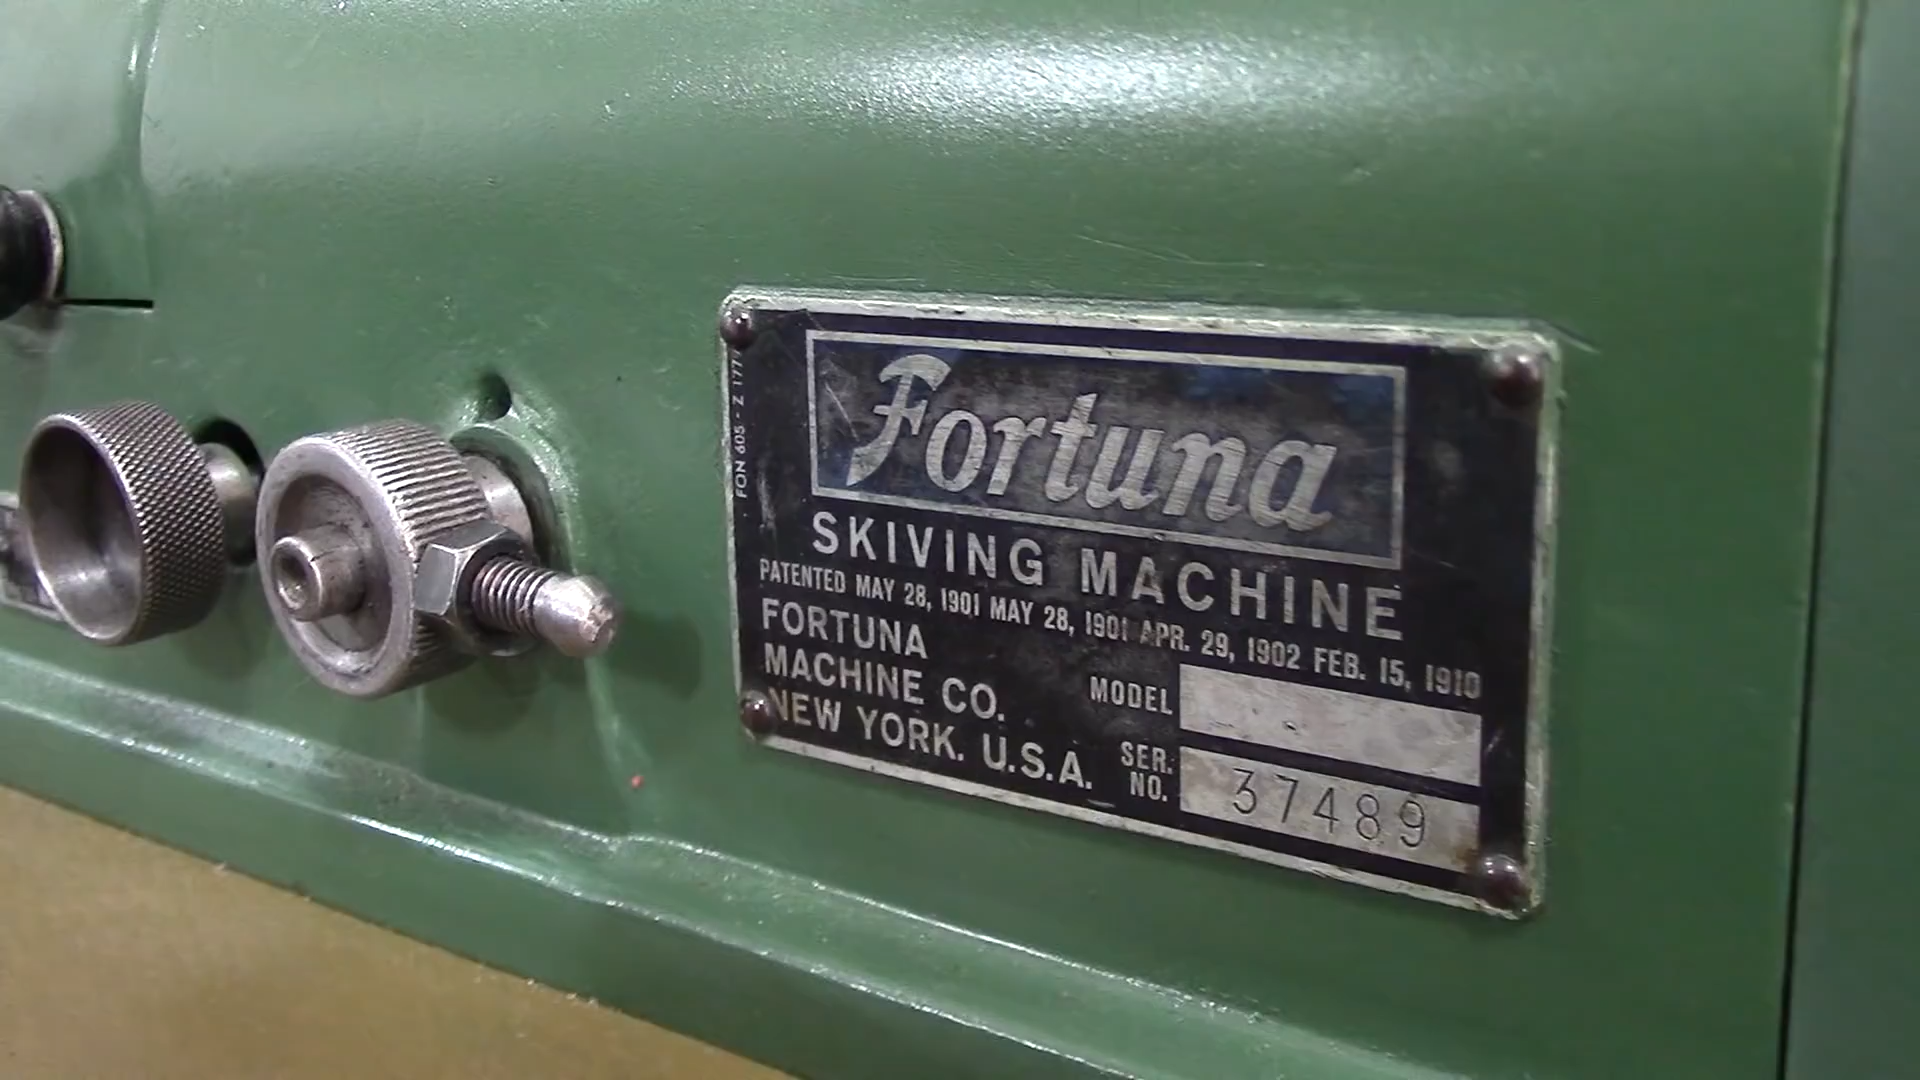 Fortuna
SKIVING MACHINE
PATENTED MAY 28, 1901 MAY 28, 1901 APR. 29, 1902 FEB. 15, 1910
FORTUNA
MACHINE CO.
NEW YORK. U.S.A.
MODEL
SER.
NO. 37489
FON 605 - Z 177